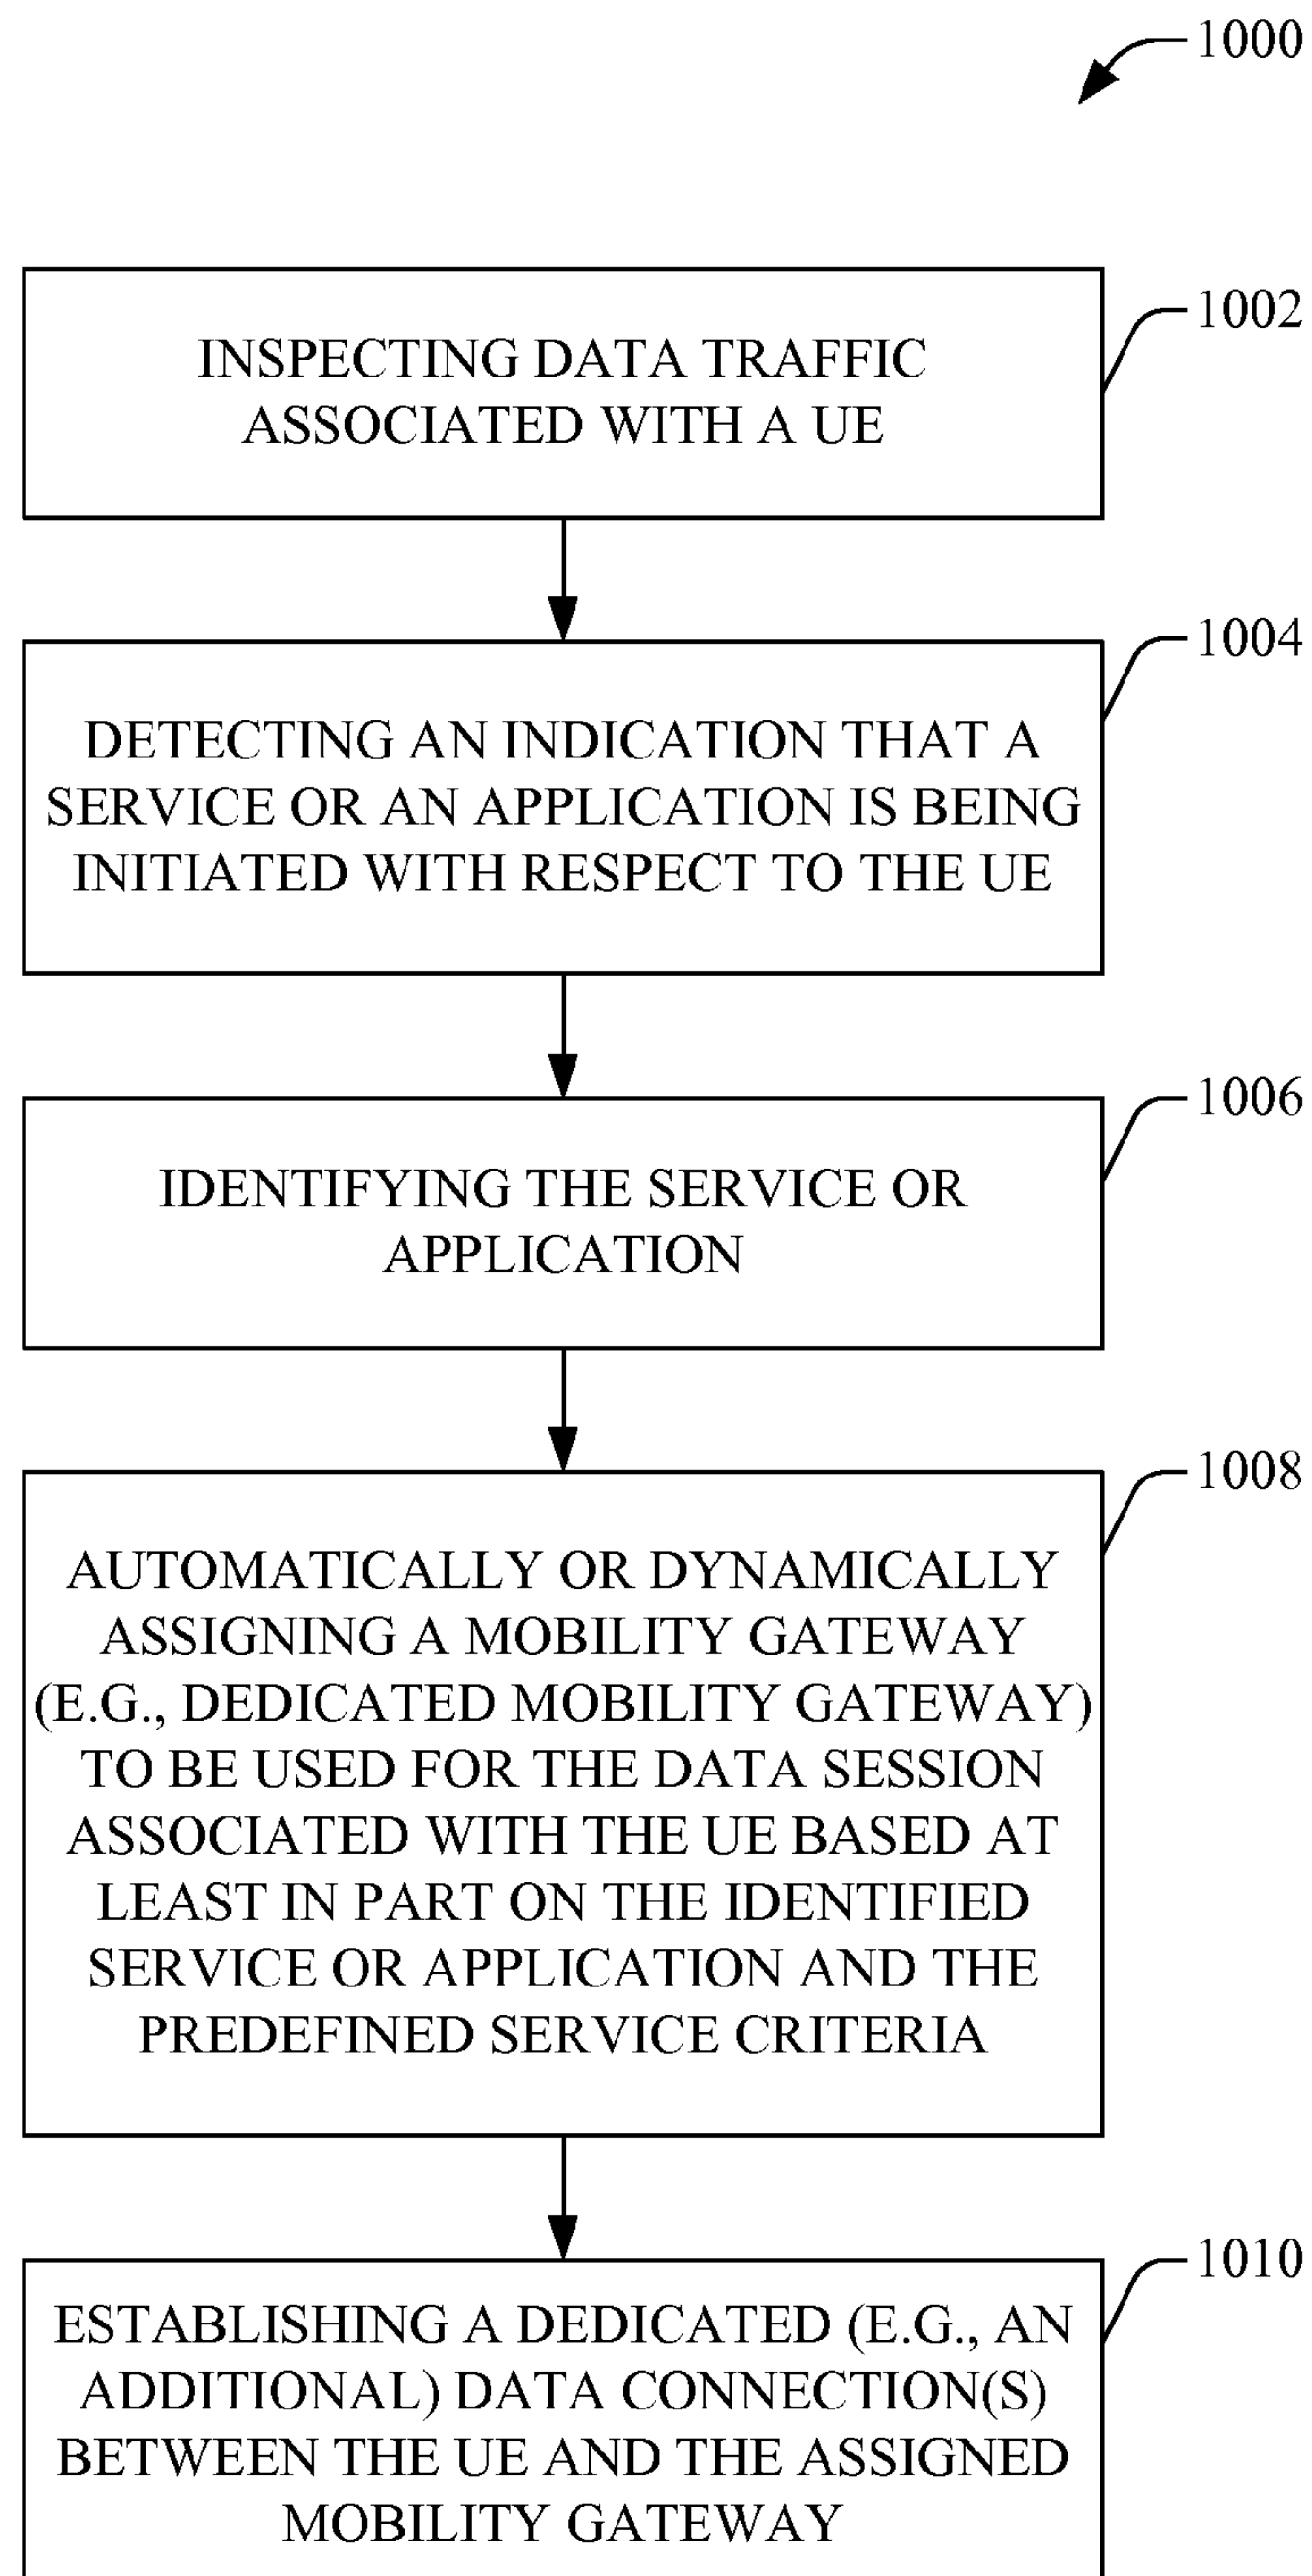 1000
1002
INSPECTING DATA TRAFFIC
ASSOCIATED WITH A UE
1004
DETECTING AN INDICATION THAT A
SERVICE OR AN APPLICATION IS BEING
INITIATED WITH RESPECT TO THE UE
1006
IDENTIFYING THE SERVICE OR
APPLICATION
1008
AUTOMATICALLY OR DYNAMICALLY
ASSIGNING A MOBILITY GATEWAY
(E.G., DEDICATED MOBILITY GATEWAY)
TO BE USED FOR THE DATA SESSION
ASSOCIATED WITH THE UE BASED AT
LEAST IN PART ON THE IDENTIFIED
SERVICE OR APPLICATION AND THE
PREDEFINED SERVICE CRITERIA
1010
ESTABLISHING A DEDICATED (E.G., AN
ADDITIONAL) DATA CONNECTION(S)
BETWEEN THE UE AND THE ASSIGNED
MOBILITY GATEWAY